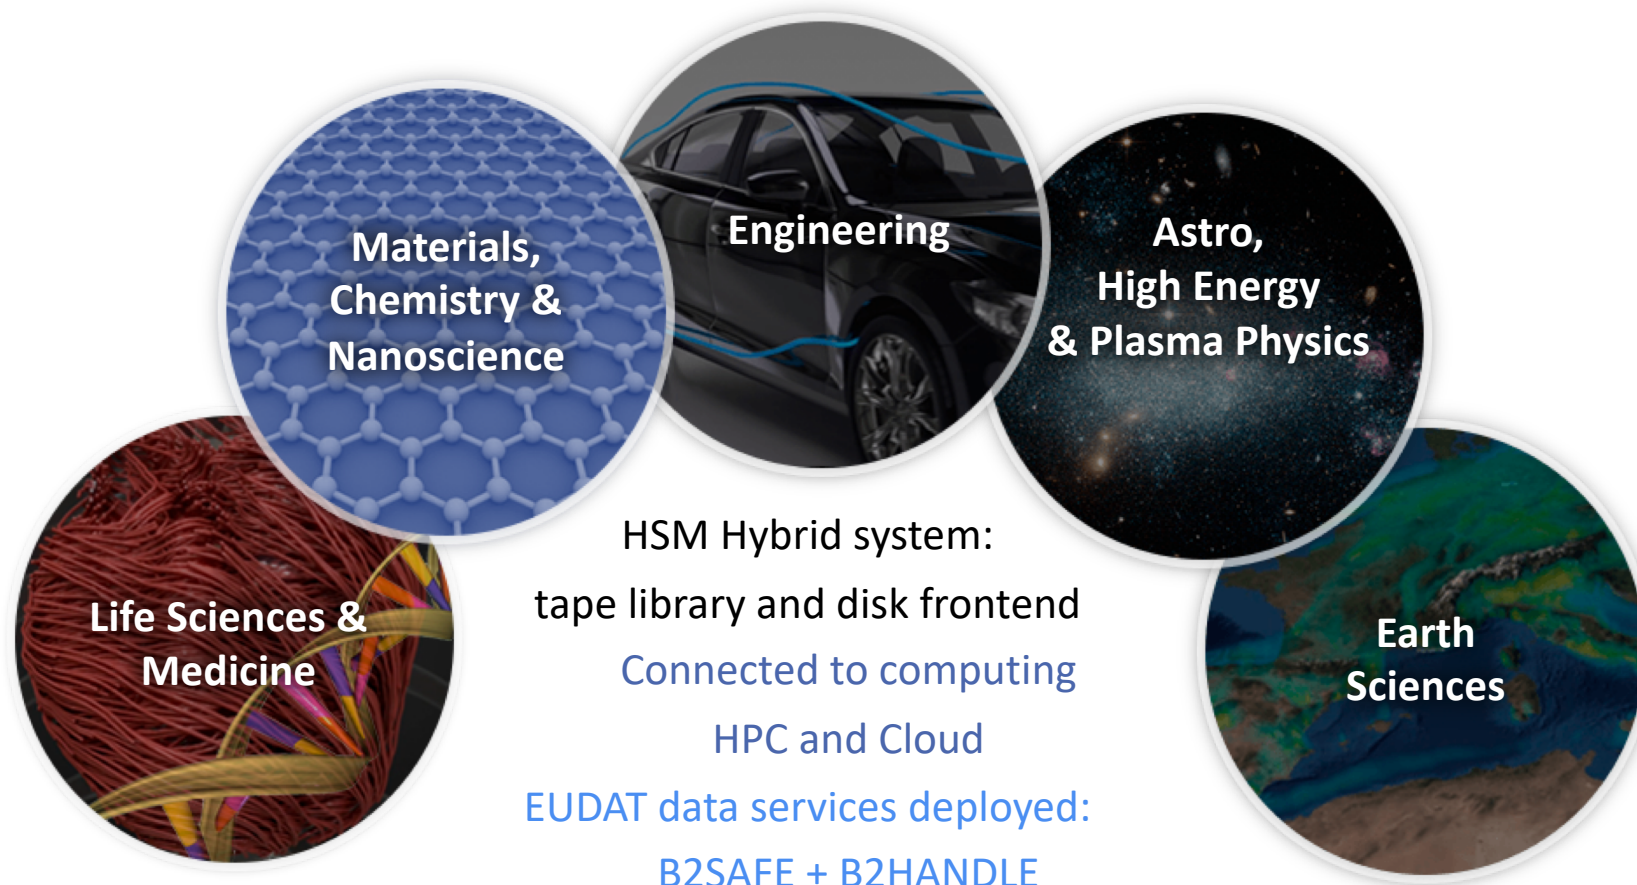 Engineering
Materials,
Chemistry &
Nanoscience
Astro,
High Energy
& Plasma Physics
Life Sciences &
Medicine
HSM Hybrid system:
tape library and disk frontend
Connected to computing
HPC and Cloud
EUDAT data services deployed:
B2SAFE + B2HANDLE
Earth
Sciences